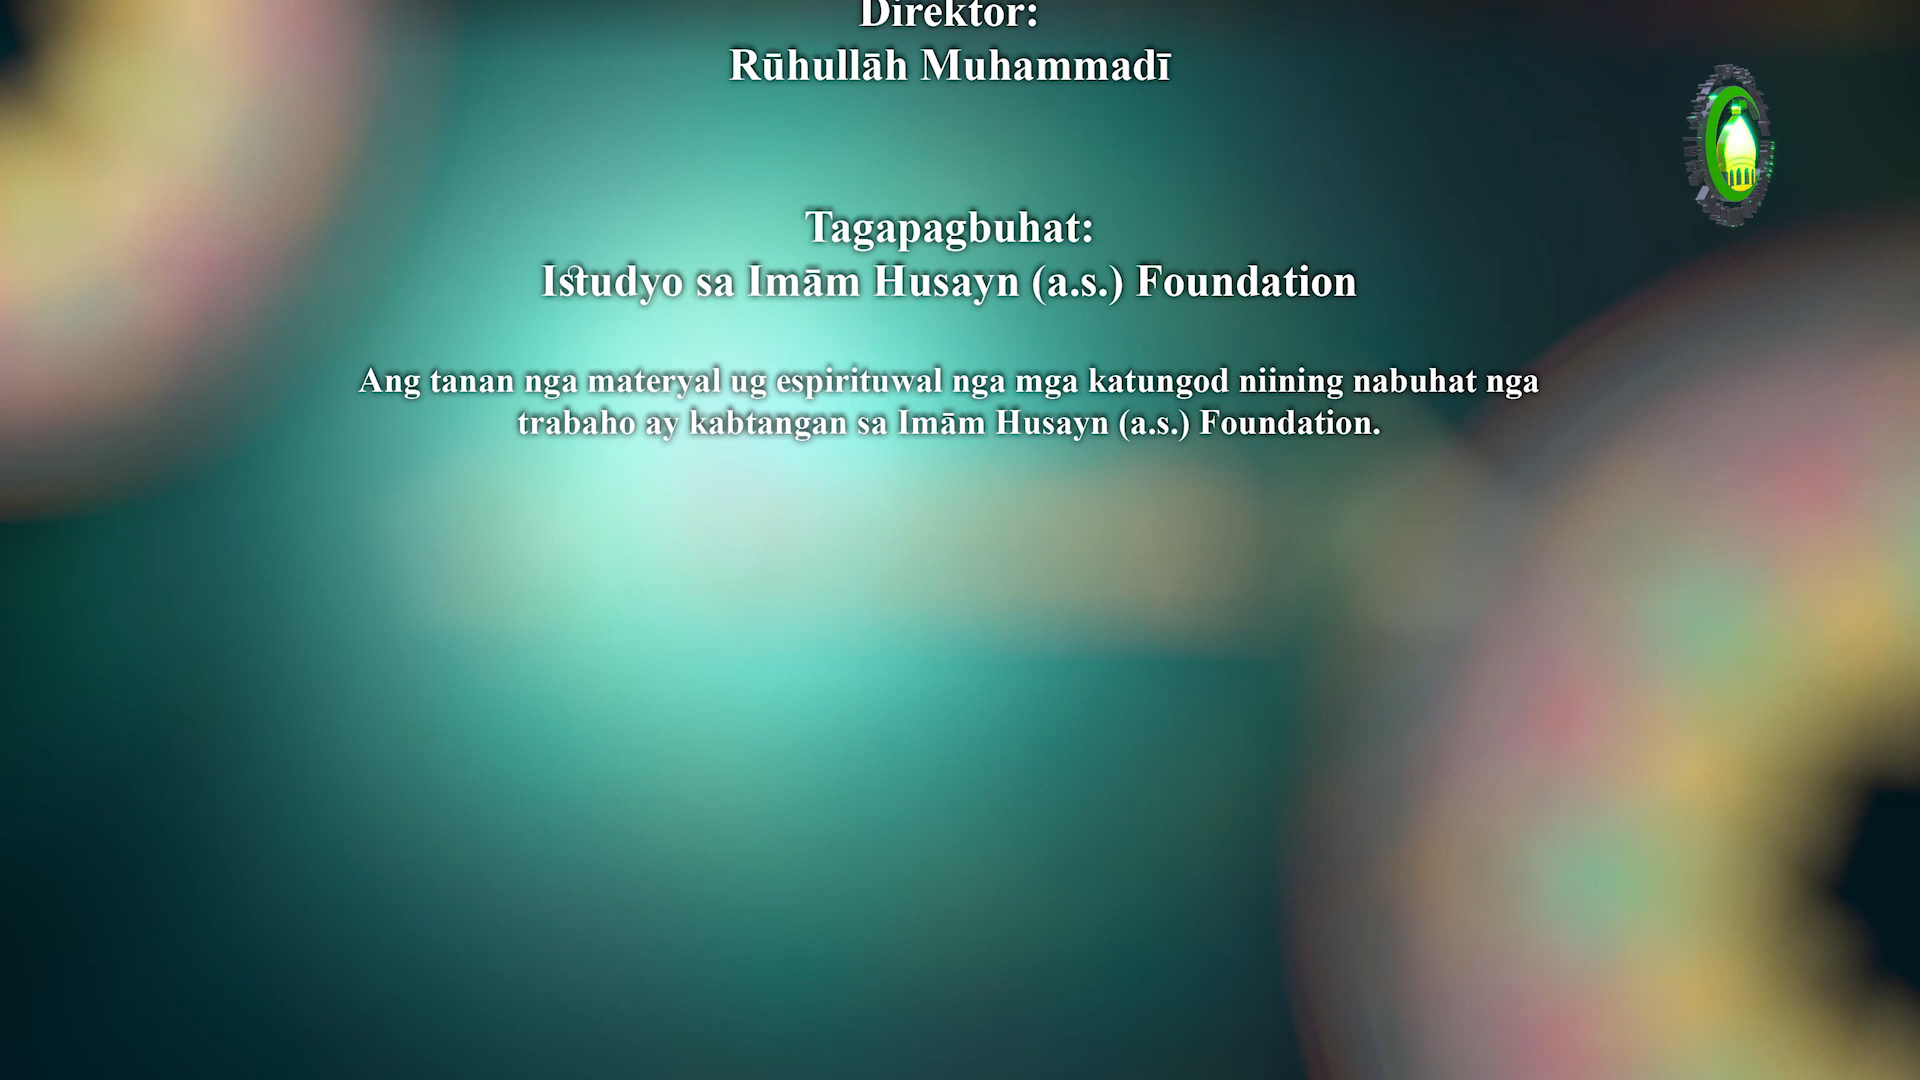 Direktor:
Rūhullāh Muhammadī
Tagapagbuhat:
Istudyo sa Imām Husayn (a.s.) Foundation
Ang tanan nga materyal ug espirituwal nga mga katungod niining nabuhat nga
trabaho ay kabtangan sa Imām Husayn (a.s.) Foundation.